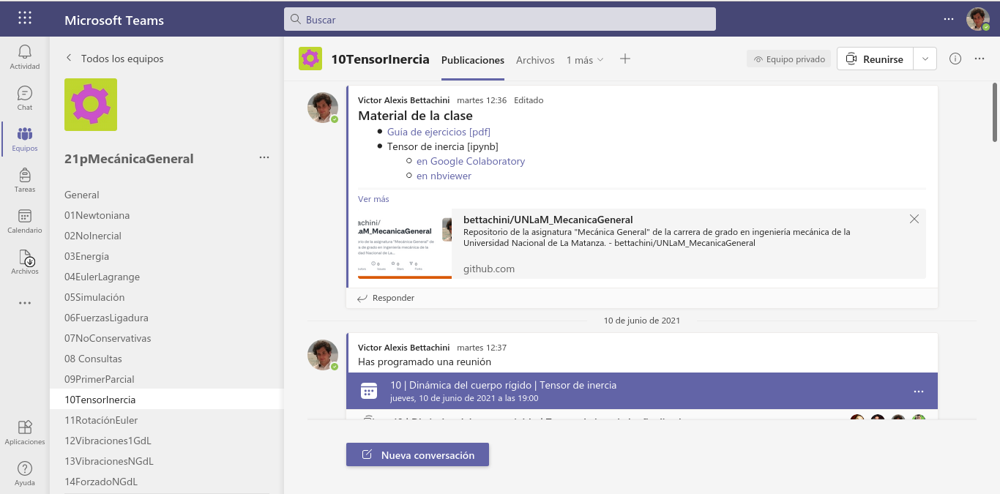 Microsoft Teams
Buscar
Actividad
Chat
Equipos
Tareas
Calendario
Archivos
Aplicaciones
Ayuda
Todos los equipos
21pMecánicaGeneral
General
01Newtoniana
02NoInercial
03Energía
04EulerLagrange
05Simulación
06FuerzasLigadura
07NoConservativas
08 Consultas
09PrimerParcial
10TensorInercia
11RotaciónEuler
12Vibraciones1GdL
13VibracionesNGdL
14ForzadoNGdL
10TensorInercia Publicaciones Archivos 1 más
Equipo privado Reunirse
Victor Alexis Bettachini martes 12:36 Editado
Material de la clase
Guía de ejercicios [pdf]
Tensor de inercia [ipynb]
en Google Colaboratory
en nbviewer
Ver más
achini/
.aM_MecanicaGeneral
bettachini/UNLaM_MecanicaGeneral
Repositorio de la asignatura "Mecánica General" de la carrera de grado en ingeniería mecánica de la
Universidad Nacional de La Matanza. - bettachini/UNLaM_MecanicaGeneral
github.com
Responder
10 de junio de 2021
Victor Alexis Bettachini martes 12:37
Has programado una reunión
10 | Dinámica del cuerpo rígido | Tensor de inercia
jueves, 10 de junio de 2021 a las 19:00
Nueva conversación